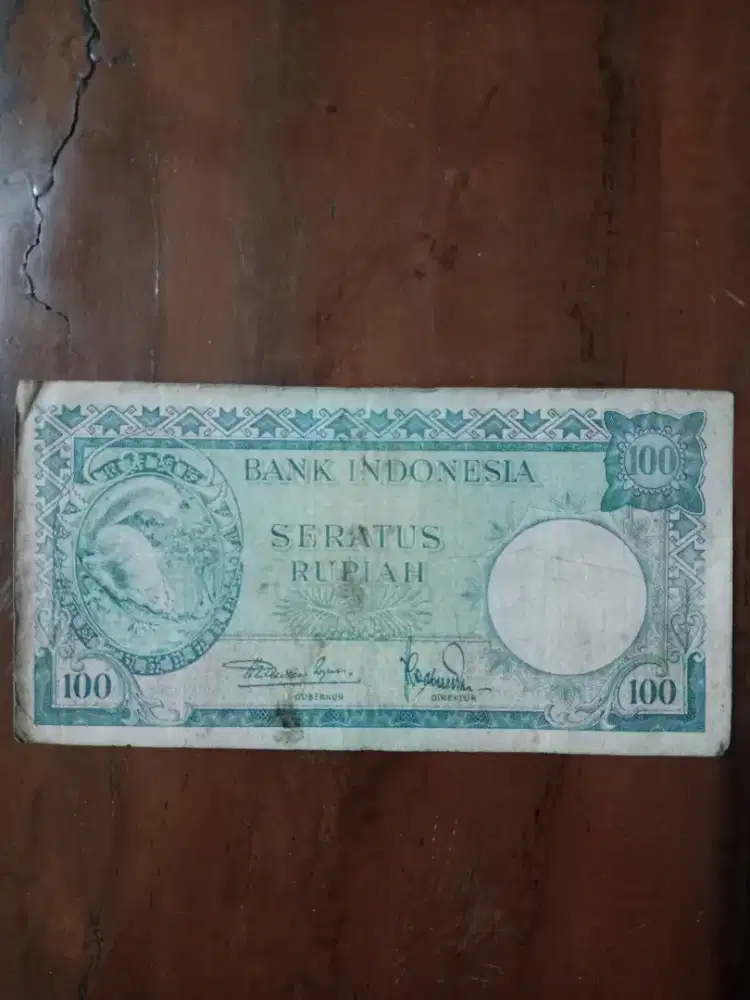 100
BANK INDONESIA
SERATUS
RUPIAH
100
GUBERNUR
DIREKTUR
100